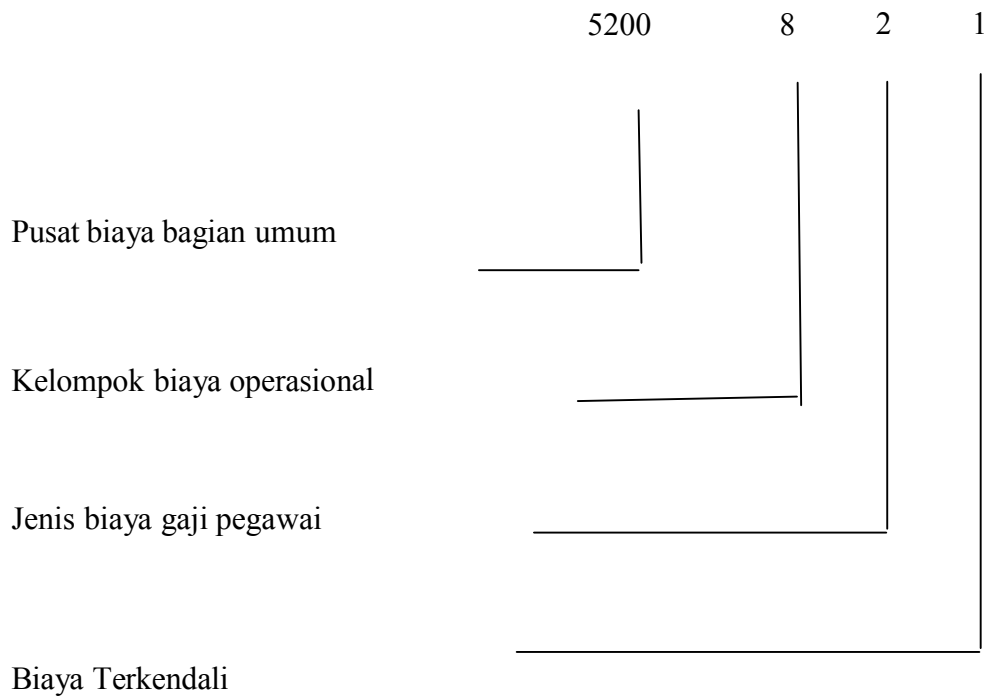 5200 8 2 1
Pusat biaya bagian umum
Kelompok biaya operasional
Jenis biaya gaji pegawai
Biaya Terkendali